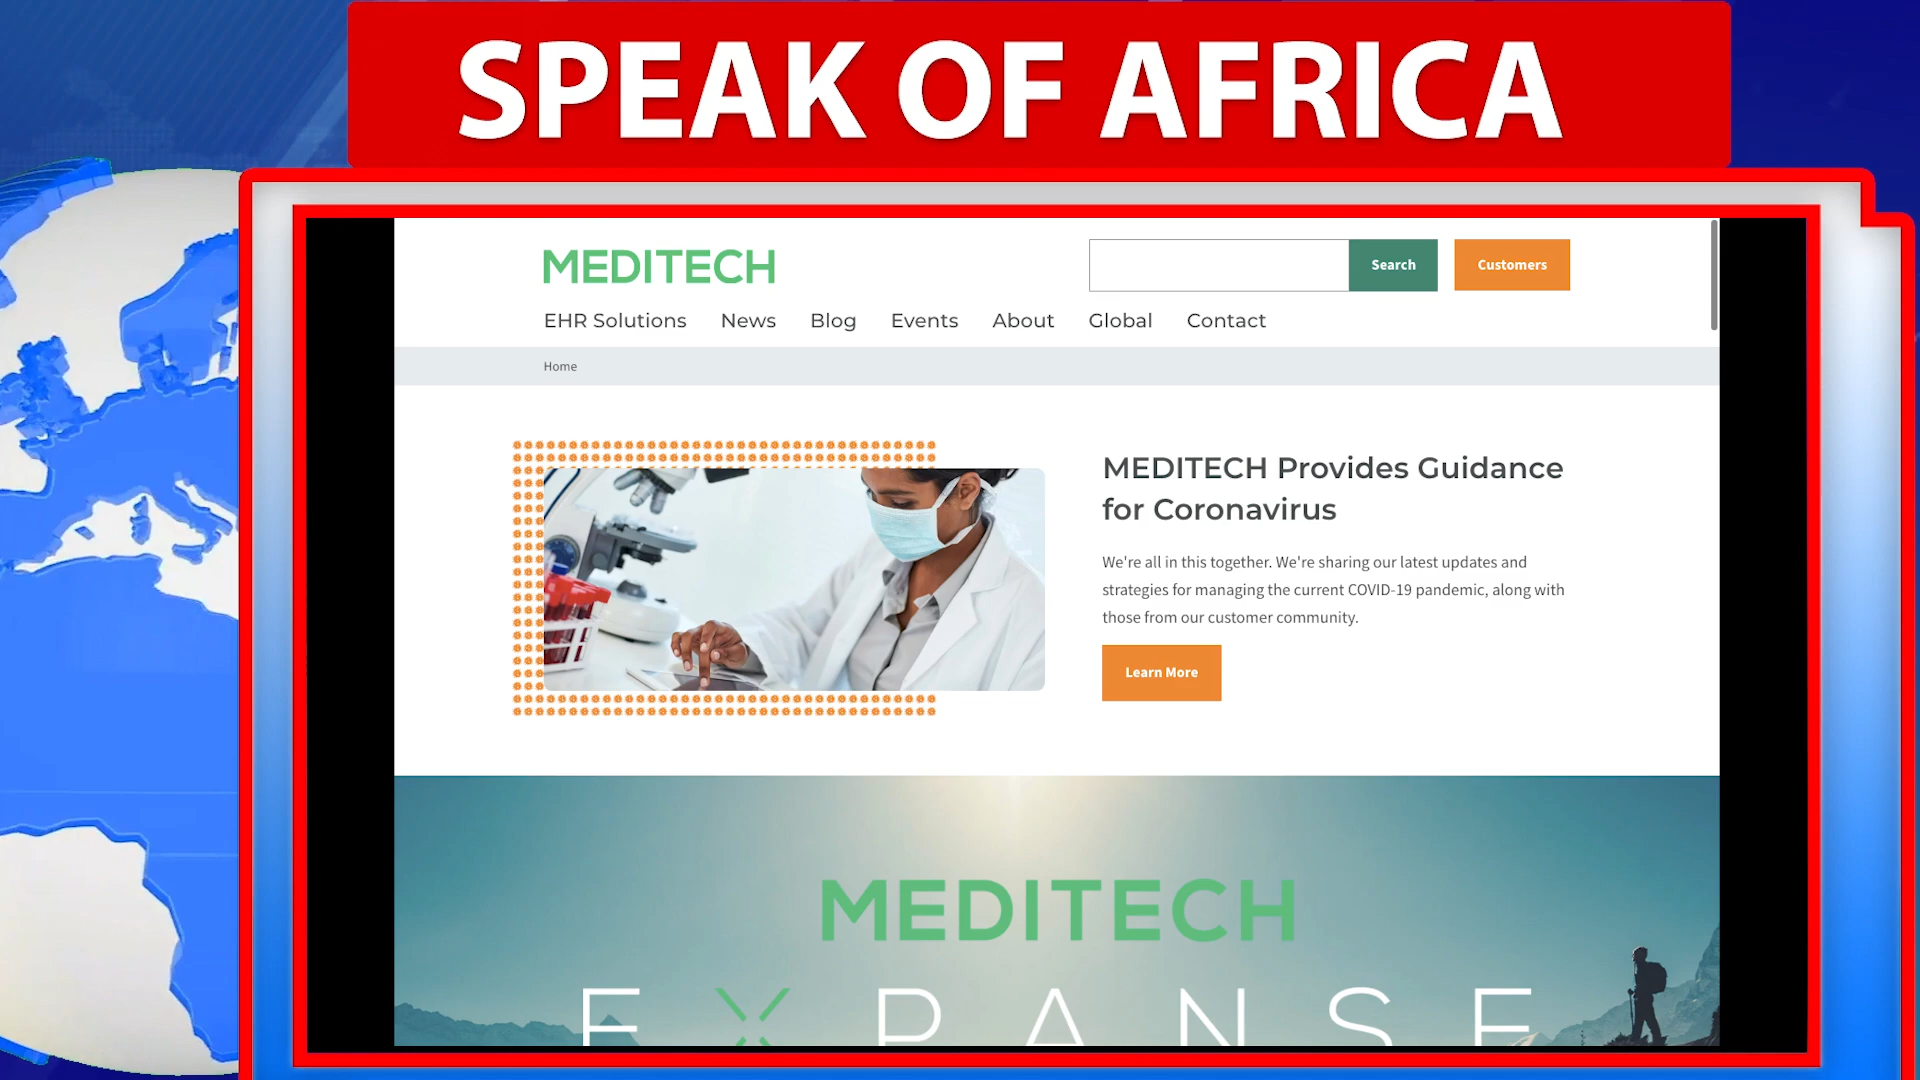 SPEAK OF AFRICA
MEDITECH
Search
Customers
EHR Solutions News Blog Events About Global Contact
Home
MEDITECH Provides Guidance
for Coronavirus
We're all in this together. We're sharing our latest updates and
strategies for managing the current COVID-19 pandemic, along with
those from our customer community.
Learn More
MEDITECH
EXPANSE